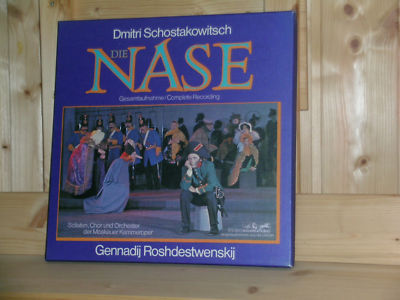 Dmitri Schostakowitsch
DIE NASE
Gesamtaufnahme/Complete Recording
Solisten, Chor und Orchester
der Moskauer Kammeroper
Gennadij Roshdestwenskij